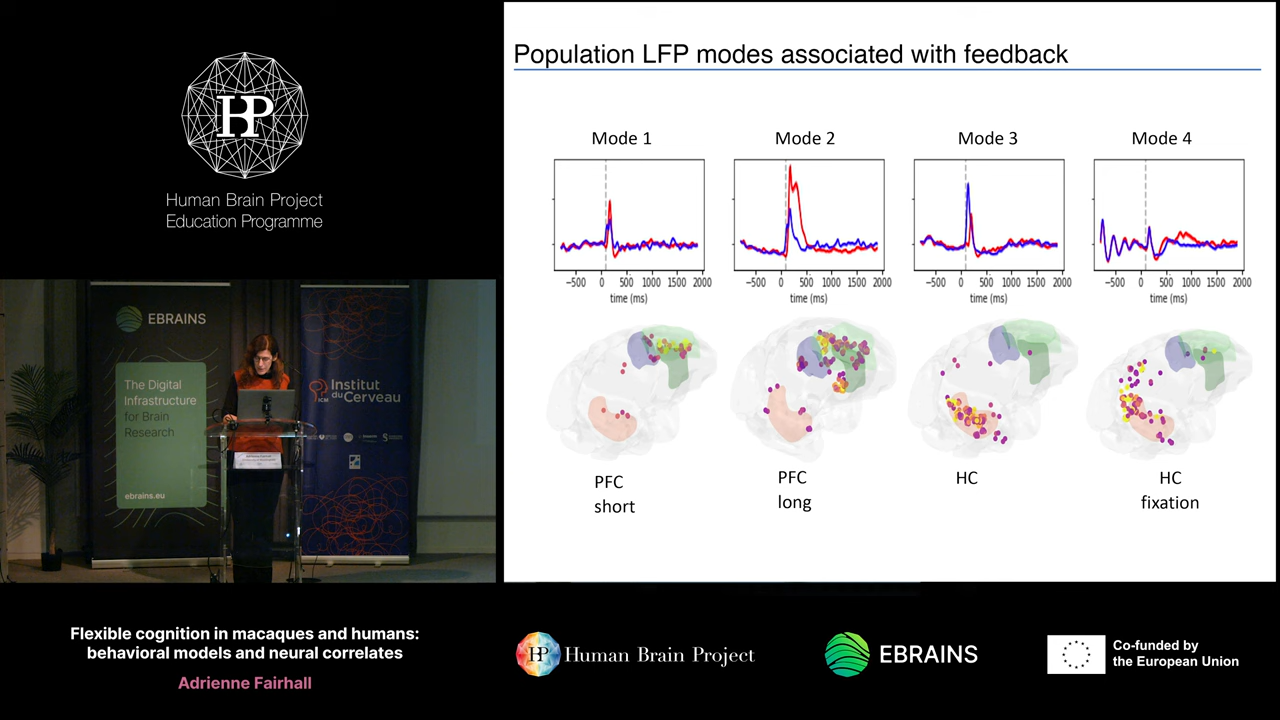 HP
Human Brain Project
Education Programme
Population LFP modes associated with feedback
Mode 1
Mode 2
Mode 3
Mode 4
−500 0 500 1000 1500 2000
time (ms)
−500 0 500 1000 1500 2000
time (ms)
−500 0 500 1000 1500 2000
time (ms)
−500 0 500 1000 1500 2000
time (ms)
PFC
short
PFC
long
HC
HC
fixation
EBRAINS
The Digital
Infrastructure
for Brain
Research
ebrains.eu
Institut
du Cerveau
ICM
Flexible cognition in macaques and humans:
behavioral models and neural correlates
Adrienne Fairhall
HP
Human Brain Project
EBRAINS
Co-funded by
the European Union